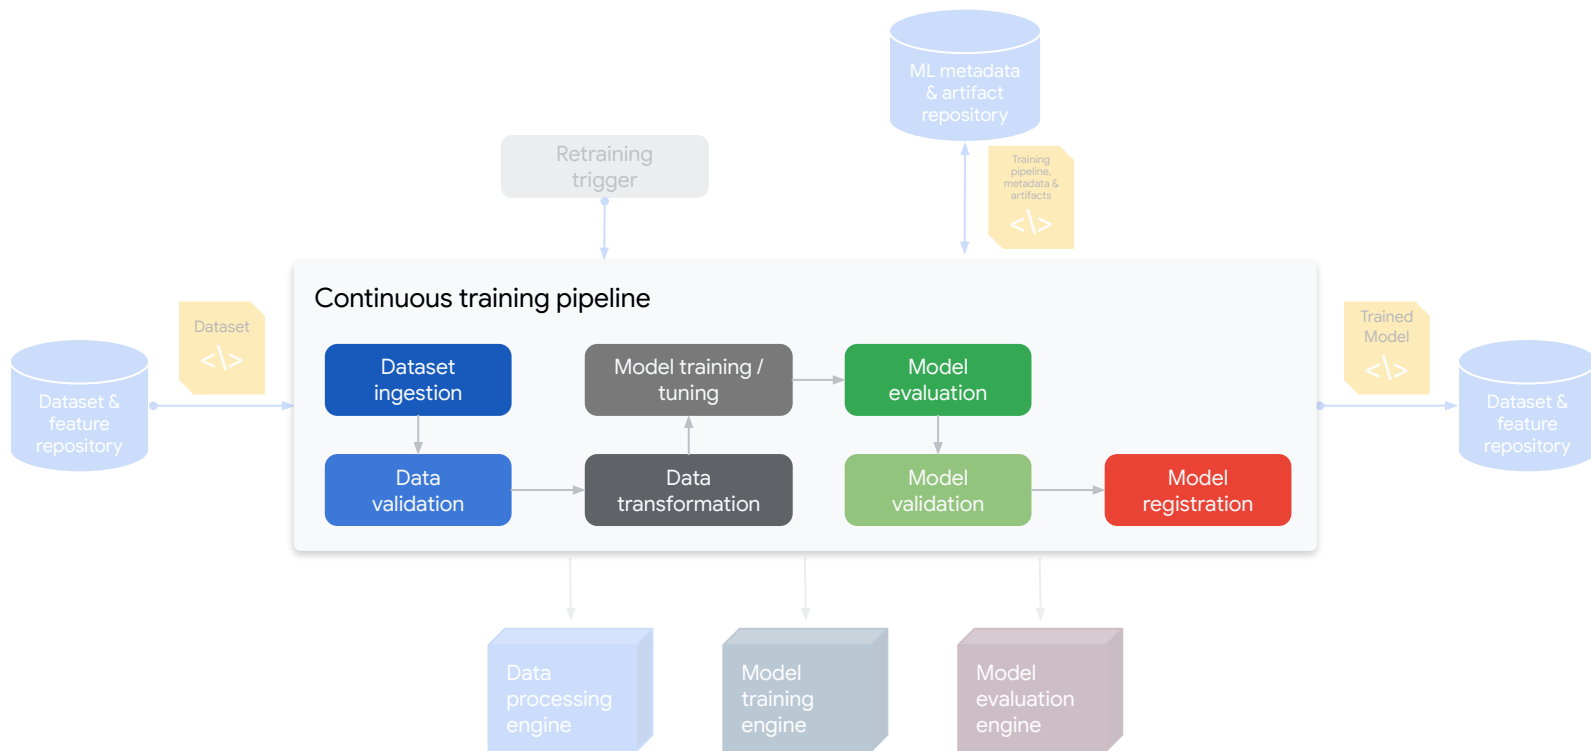 ML metadata
& artifact
repository
Retraining
trigger
Training
pipeline,
metadata &
artifacts
</>
Continuous training pipeline
Dataset
</>
Dataset &
feature
repository
Dataset
ingestion
Model training /
tuning
Model
evaluation
Data
validation
Data
transformation
Model
validation
Model
registration
Trained
Model
</>
Dataset &
feature
repository
Data
processing
engine
Model
training
engine
Model
evaluation
engine